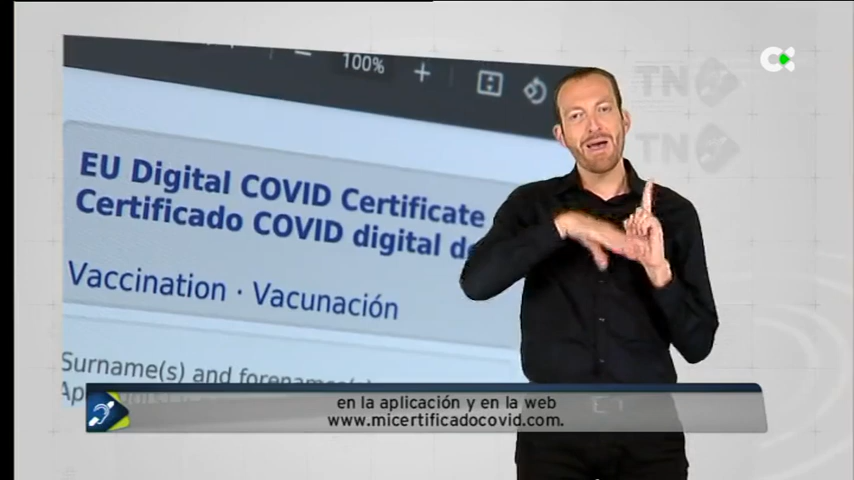 100%
TN
TN
EU Digital COVID Certificate
Certificado COVID digital de
Vaccination · Vacunación
Surname(s) and forename(s)
en la aplicación y en la web
www.micertificadocovid.com.